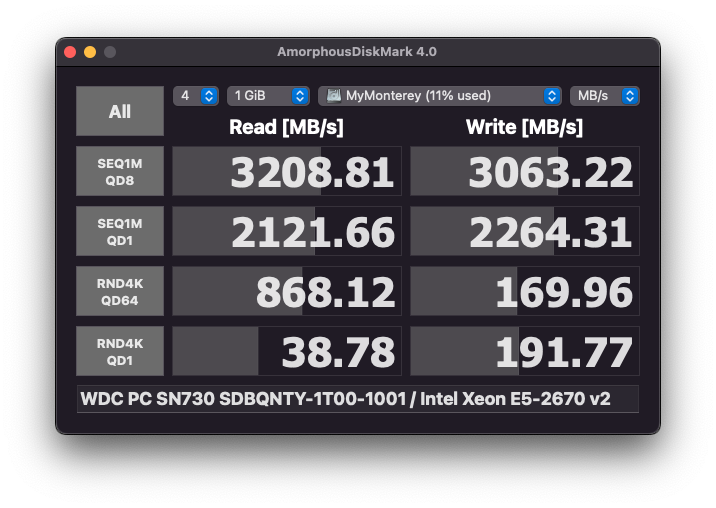 AmorphousDiskMark 4.0
All
4
1 GiB
MyMonterey (11% used)
MB/s
Read [MB/s]
Write [MB/s]
SEQ1M
QD8
3208.81
3063.22
SEQ1M
QD1
2121.66
2264.31
RND4K
QD64
868.12
169.96
RND4K
QD1
38.78
191.77
WDC PC SN730 SDBQNTY-1T00-1001 / Intel Xeon E5-2670 v2